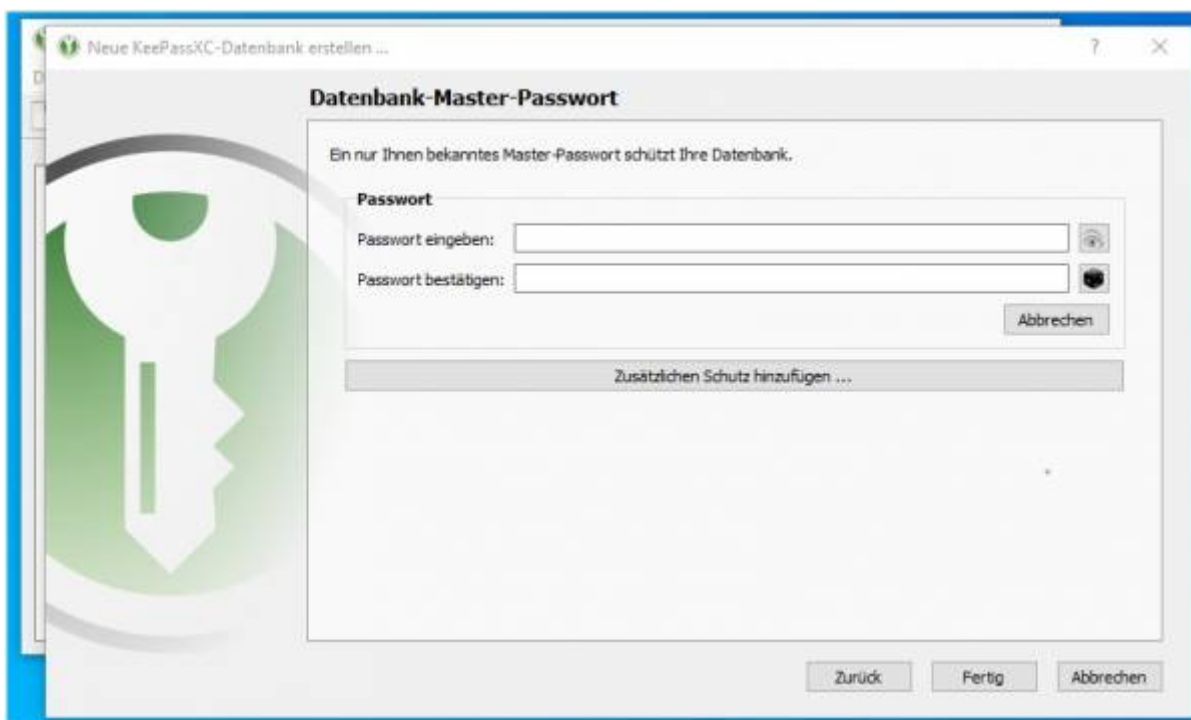 Neue KeePassXC-Datenbank erstellen ...
?
D
Datenbank-Master-Passwort
Ein nur Ihnen bekanntes Master-Passwort schützt Ihre Datenbank.
Passwort
Passwort eingeben:
Passwort bestätigen:
Abbrechen
Zusätzlichen Schutz hinzufügen ...
Zurück Fertig Abbrechen